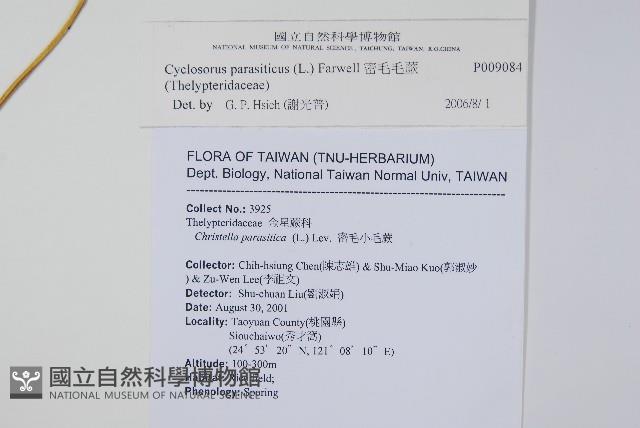 國立自然科學博物館
NATIONAL MUSEUM OF NATURAL SCIENCE, TAICHUNG, TAIWAN, R.O.CHINA
Cyclosorus parasiticus (L.) Farwell 密毛毛蕨 P009084
(Thelypteridaceae)
Det. by G. P. Hsieh (謝光普) 2006/8/ 1
FLORA OF TAIWAN (TNU-HERBARIUM)
Dept. Biology, National Taiwan Normal Univ, TAIWAN
Collect No.: 3925
Thelypteridaceae 金星蕨科
Christella parasitica (L.) Lev. 密毛小毛蕨
Collector: Chih-hsiung Chen(陳志雄) & Shu-Miao Kuo(郭淑妙
) & Zu-Wen Lee(李祖文)
Detector: Shu-chuan Liu(劉淑娟)
Date: August 30, 2001
Locality: Taoyuan County(桃園縣)
Siouchaiwo(秀才窩)
(24° 53' 20" N, 121° 08' 10" E)
Altitude: 100-300m
Phenology: Sporing
國立自然科學博物館
NATIONAL MUSEUM OF NATURAL SCIENCE